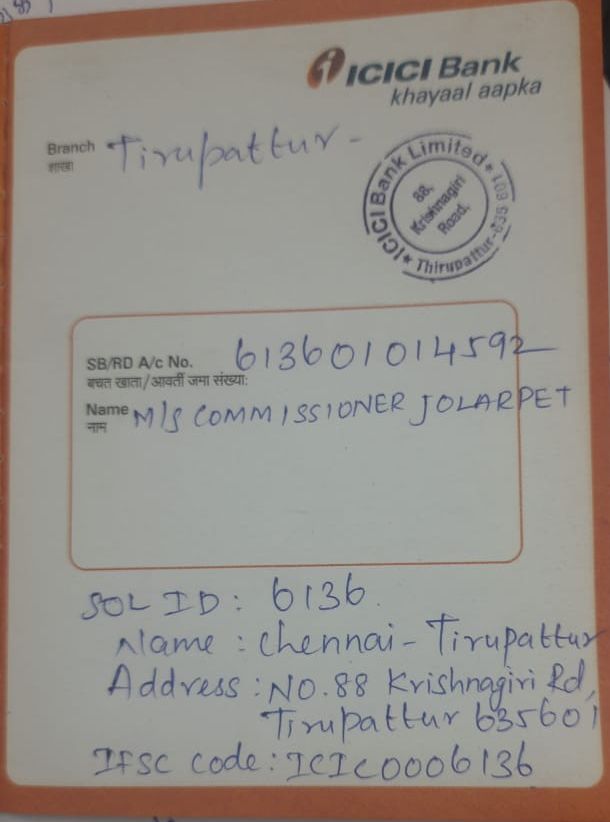 ICICI Bank
khayaal aapka
Branch Tirupattur -
शाखा
ICICI Bank Limited * Thirupattur-635 601 *
88,
Krishnagiri
Road.
SB/RD A/c No. 613601014592
बचत खाता/आवर्ती जमा संख्या:
Name M/S COMMISSIONER JOLARPET
नाम
SOL ID: 6136
Name: Chennai - Tirupattur
Address: NO.88 Krishnagiri Rd,
Tirupattur 635601
IFSC code: ICIC0006136